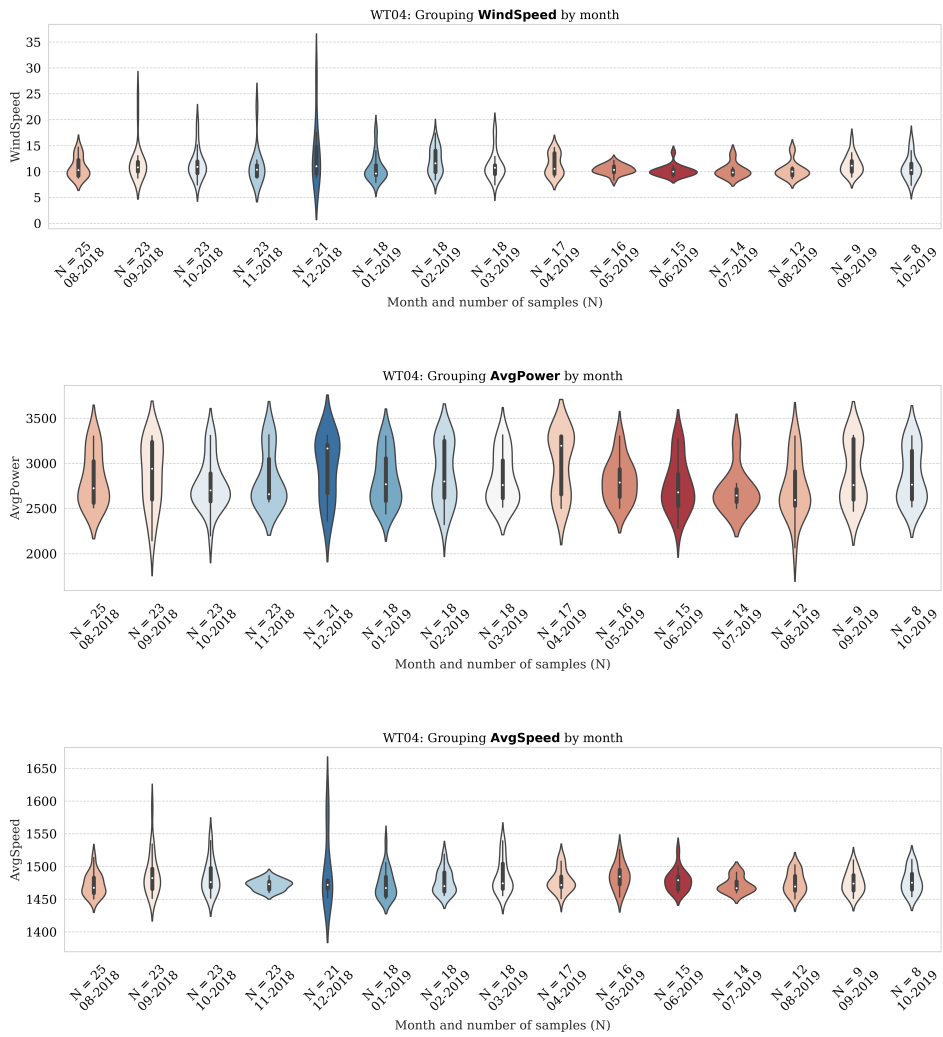 WT04: Grouping WindSpeed by month
WindSpeed
35
30
25
20
15
10
5
0
N = 25
08-2018
N = 23
09-2018
N = 23
10-2018
N = 23
11-2018
N = 21
12-2018
N = 18
01-2019
N = 18
02-2019
N = 18
03-2019
N = 17
04-2019
N = 16
05-2019
N = 15
06-2019
N = 14
07-2019
N = 12
08-2019
N = 9
09-2019
N = 8
10-2019
Month and number of samples (N)
WT04: Grouping AvgPower by month
AvgPower
3500
3000
2500
2000
N = 25
08-2018
N = 23
09-2018
N = 23
10-2018
N = 23
11-2018
N = 21
12-2018
N = 18
01-2019
N = 18
02-2019
N = 18
03-2019
N = 17
04-2019
N = 16
05-2019
N = 15
06-2019
N = 14
07-2019
N = 12
08-2019
N = 9
09-2019
N = 8
10-2019
Month and number of samples (N)
WT04: Grouping AvgSpeed by month
AvgSpeed
1650
1600
1550
1500
1450
1400
N = 25
08-2018
N = 23
09-2018
N = 23
10-2018
N = 23
11-2018
N = 21
12-2018
N = 18
01-2019
N = 18
02-2019
N = 18
03-2019
N = 17
04-2019
N = 16
05-2019
N = 15
06-2019
N = 14
07-2019
N = 12
08-2019
N = 9
09-2019
N = 8
10-2019
Month and number of samples (N)